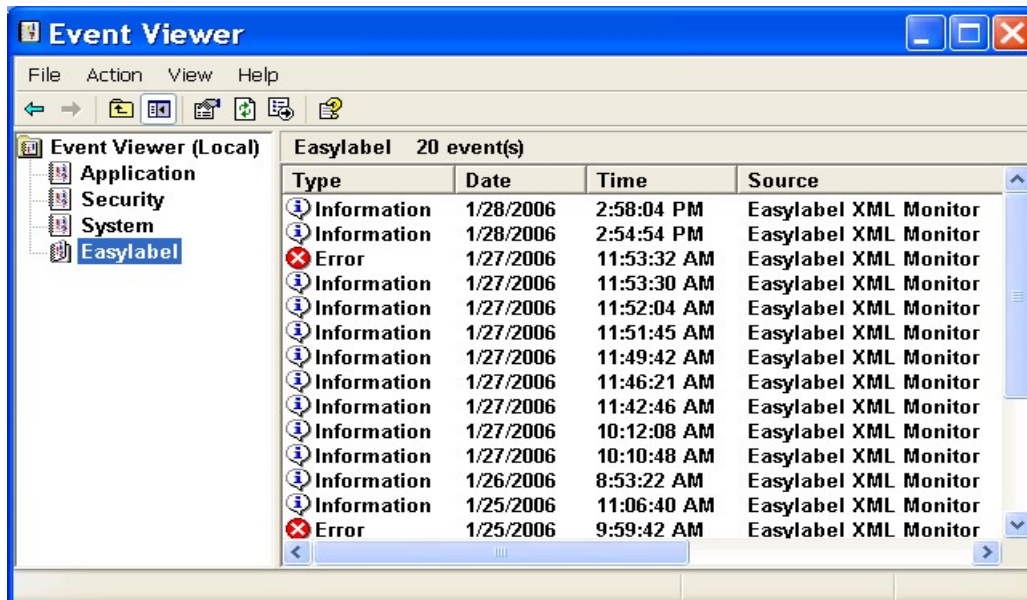 Event Viewer
File Action View Help
Event Viewer (Local)
Application
Security
System
Easylabel
Easylabel 20 event(s)
Type Date Time Source
Information 1/28/2006 2:58:04 PM Easylabel XML Monitor
Information 1/28/2006 2:54:54 PM Easylabel XML Monitor
Error 1/27/2006 11:53:32 AM Easylabel XML Monitor
Information 1/27/2006 11:53:30 AM Easylabel XML Monitor
Information 1/27/2006 11:52:04 AM Easylabel XML Monitor
Information 1/27/2006 11:51:45 AM Easylabel XML Monitor
Information 1/27/2006 11:49:42 AM Easylabel XML Monitor
Information 1/27/2006 11:46:21 AM Easylabel XML Monitor
Information 1/27/2006 11:42:46 AM Easylabel XML Monitor
Information 1/27/2006 10:12:08 AM Easylabel XML Monitor
Information 1/27/2006 10:10:48 AM Easylabel XML Monitor
Information 1/26/2006 8:53:22 AM Easylabel XML Monitor
Information 1/25/2006 11:06:40 AM Easylabel XML Monitor
Error 1/25/2006 9:59:42 AM Easylabel XML Monitor